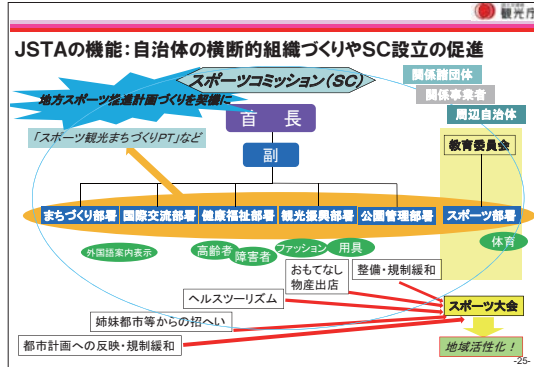 観光庁
JSTAの機能：自治体の横断的組織づくりやSC設立の促進
スポーツコミッション（SC）
関係諸団体
関係事業者
周辺自治体
地方スポーツ推進計画づくりを契機に
首 長
「スポーツ観光まちづくりPT」など
教育委員会
副
まちづくり部署
国際交流部署
健康福祉部署
観光振興部署
公園管理部署
スポーツ部署
外国語案内表示
高齢者
障害者
ファッション
用具
体育
おもてなし
物産出店
整備・規制緩和
ヘルスツーリズム
スポーツ大会
姉妹都市等からの招へい
都市計画への反映・規制緩和
地域活性化！
-25-